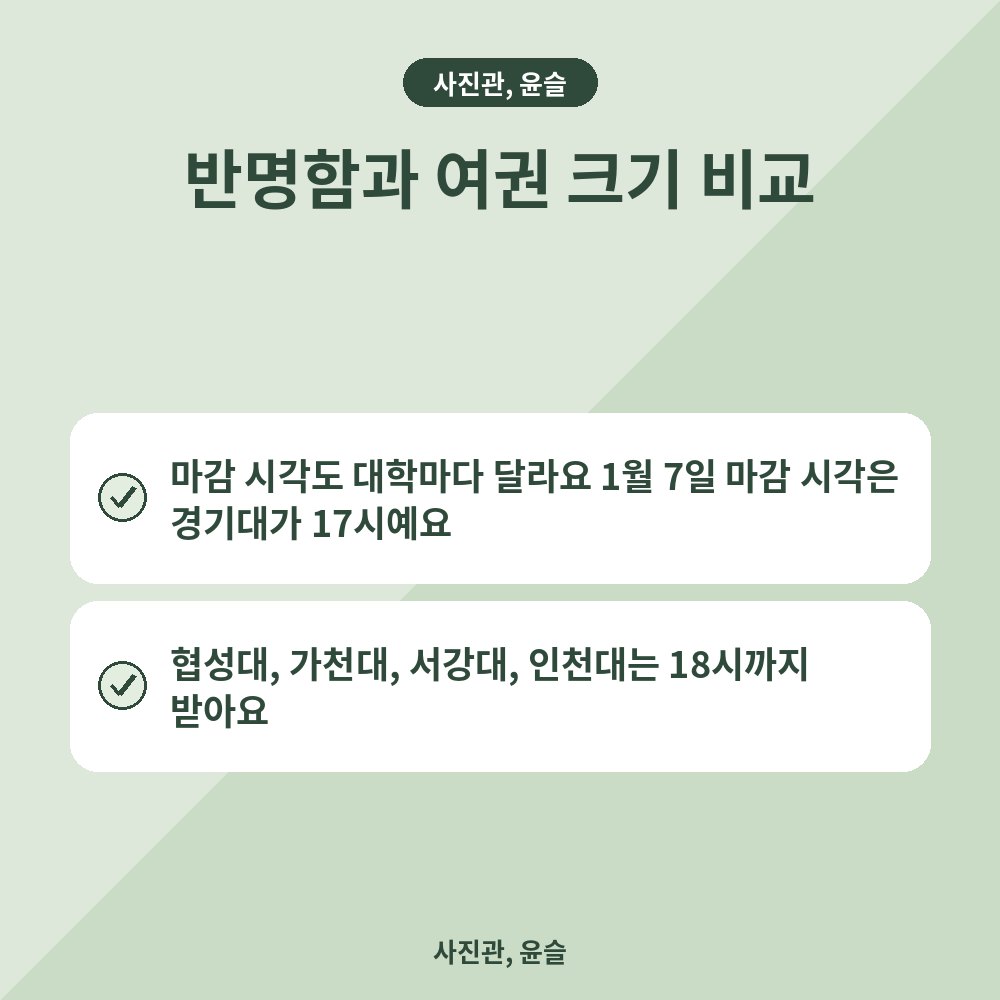 사진관, 윤슬
반명함과 여권 크기 비교
마감 시각도 대학마다 달라요 1월 7일 마감 시각은
경기대가 17시예요
협성대, 가천대, 서강대, 인천대는 18시까지
받아요
사진관, 윤슬